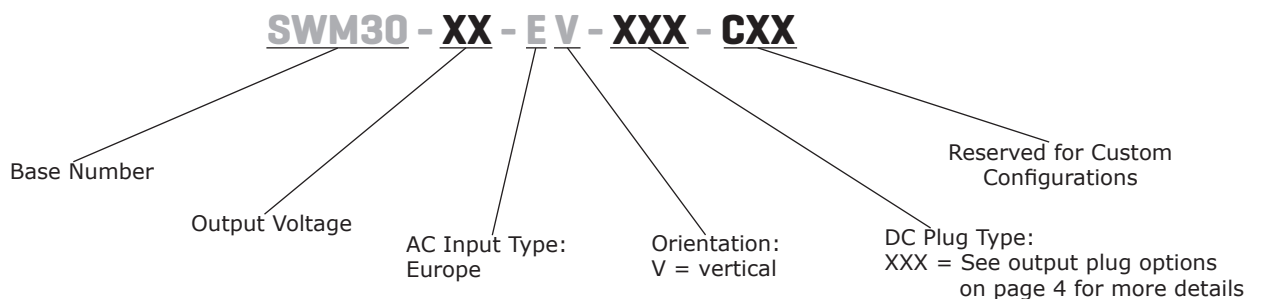 SWM30 - XX - E V - XXX - CXX
Base Number
Output Voltage
AC Input Type:
Europe
Orientation:
V = vertical
DC Plug Type:
XXX = See output plug options
on page 4 for more details
Reserved for Custom
Configurations